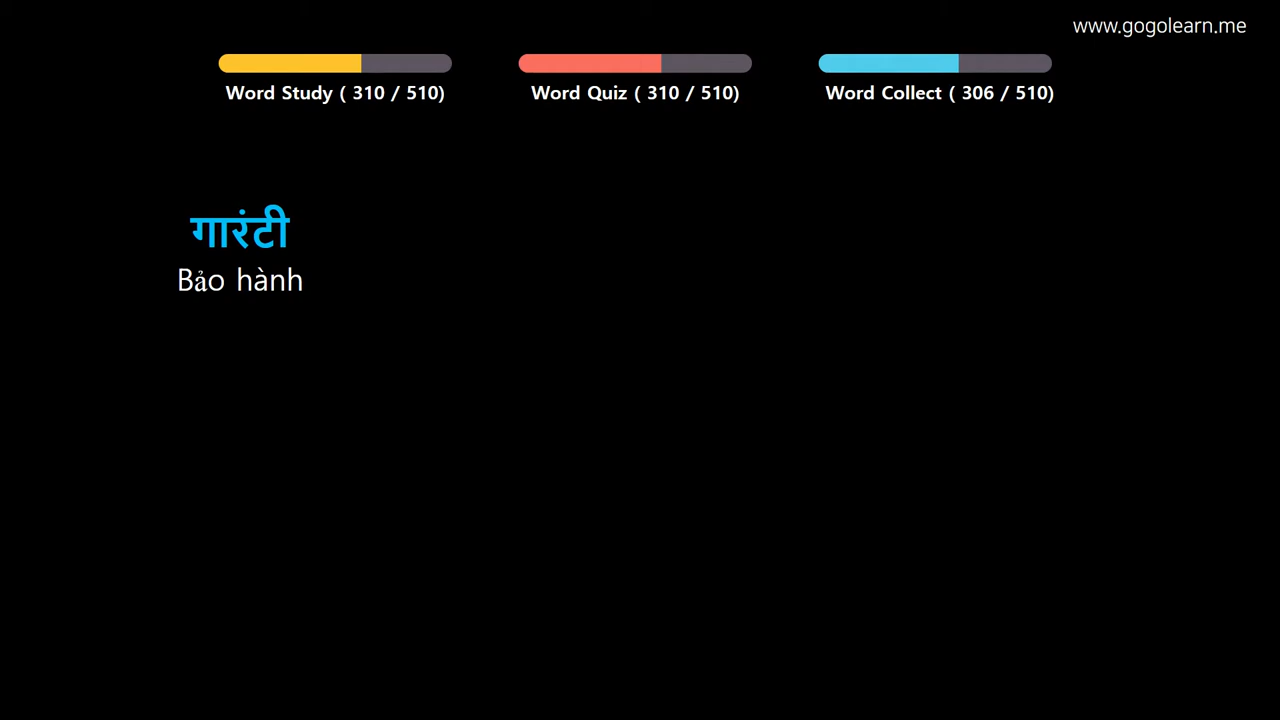 www.gogolearn.me
Word Study ( 310 / 510)
Word Quiz ( 310 / 510)
Word Collect ( 306 / 510)
गारंटी
Bảo hành